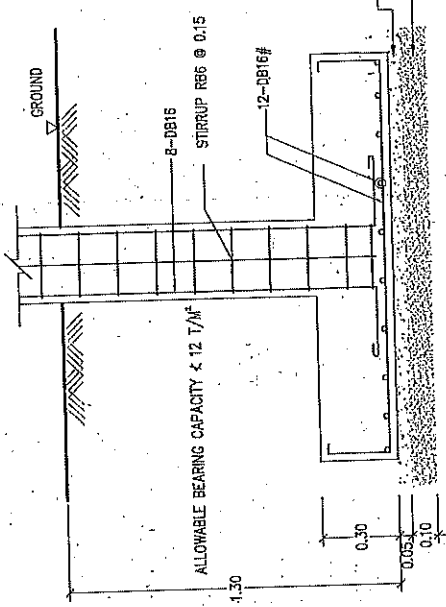 GROUND
8-DB16
STIRRUP RB6 @ 0.15
ALLOWABLE BEARING CAPACITY ≮ 12 T/M²
12-DB16#
1.30
0.30
0.05
0.10